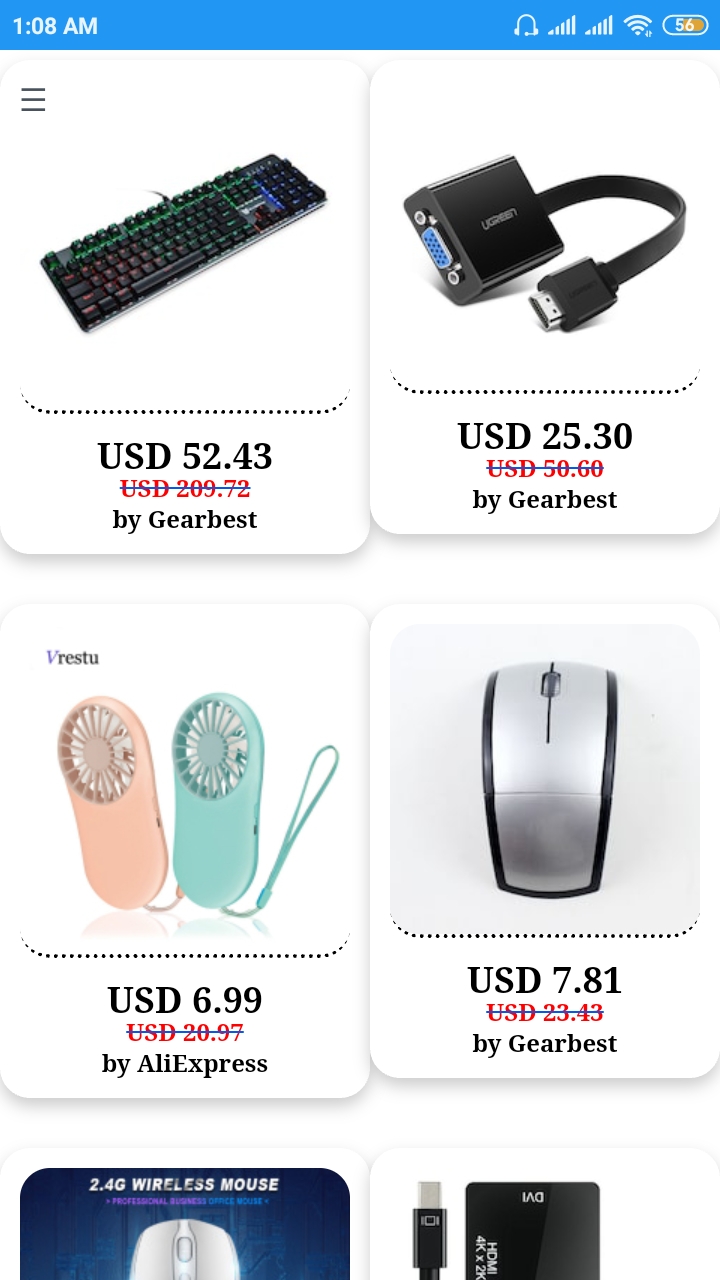 1:08 AM
56
UGREEN
USD 52.43
USD 209.72
by Gearbest
USD 25.30
USD 50.60
by Gearbest
Vrestu
USD 6.99
USD 20.97
by AliExpress
USD 7.81
USD 23.43
by Gearbest
2.4G WIRELESS MOUSE
> PROFESSIONAL BUSINESS OFFICE MOUSE <
DVI
HDMI
4K x 2K